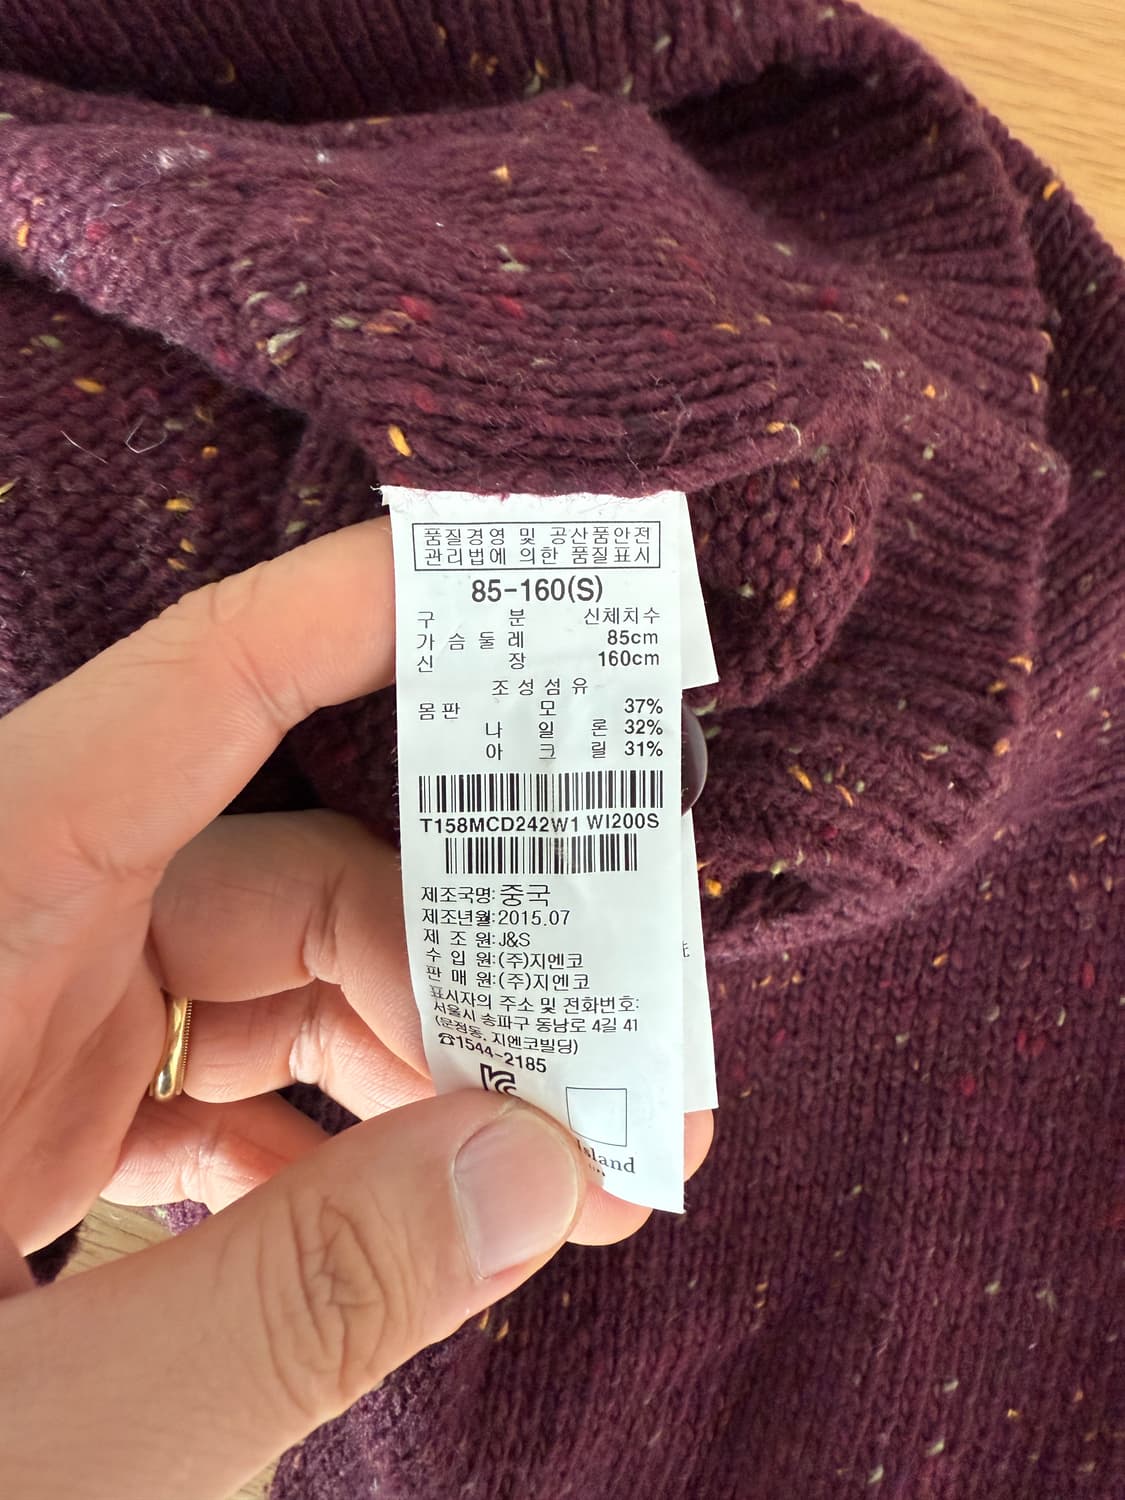 품질경영 및 공산품안전
관리법에 의한 품질표시
85-160(S)
구 분 신체치수
가 슴 둘 레 85cm
신 장 160cm
조 성 섬 유
몸판 모 37%
나 일 론 32%
아 크 릴 31%
T158MCD242W1 WI200S
제조국명: 중국
제조년월: 2015.07
제 조 원: J&S
수 입 원: (주)지엔코
판 매 원: (주)지엔코
표시자의 주소 및 전화번호:
서울시 송파구 동남로 4길 41
(문정동, 지엔코빌딩)
☎1544-2185
island